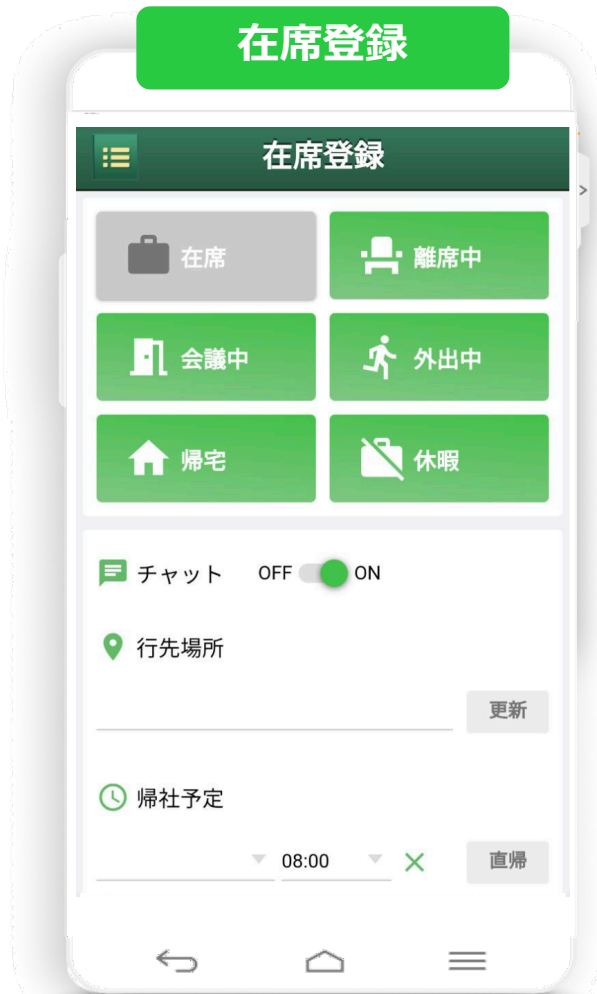 在席登録
在席登録
在席
離席中
会議中
外出中
帰宅
休暇
チャット OFF ON
行先場所
更新
帰社予定
08:00 直帰